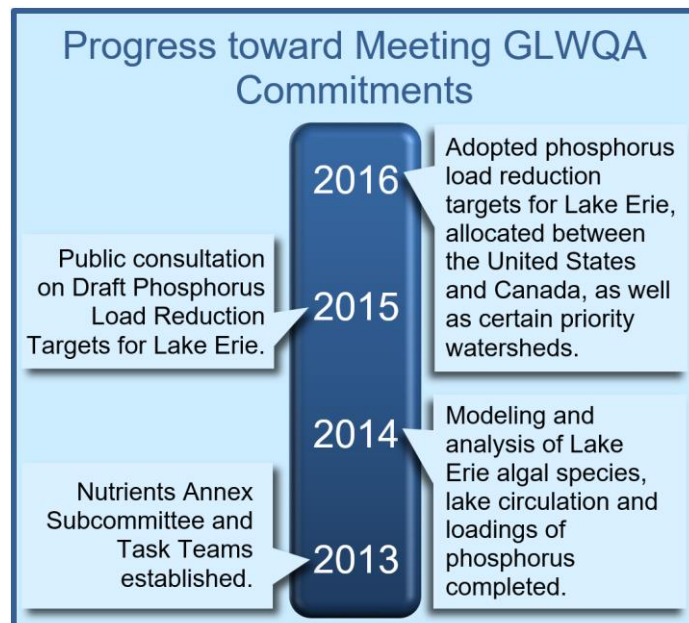 Progress toward Meeting GLWQA
Commitments
2016
Adopted phosphorus
load reduction
targets for Lake Erie,
allocated between
the United States
and Canada, as well
as certain priority
watersheds.
Public consultation
on Draft Phosphorus
Load Reduction
Targets for Lake Erie.
2015
2014
Modeling and
analysis of Lake
Erie algal species,
lake circulation and
loadings of
phosphorus
completed.
Nutrients Annex
Subcommittee and
Task Teams
established.
2013